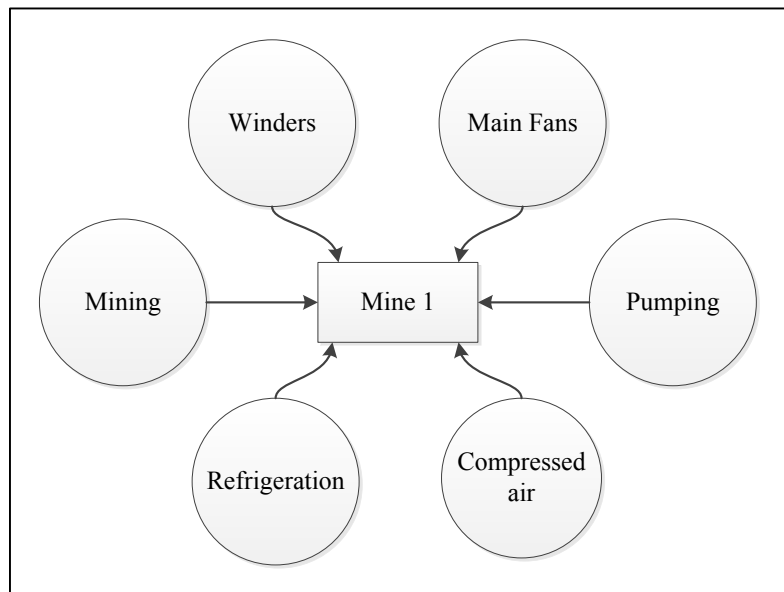 Winders
Main Fans
Mining
Mine 1
Pumping
Refrigeration
Compressed
air